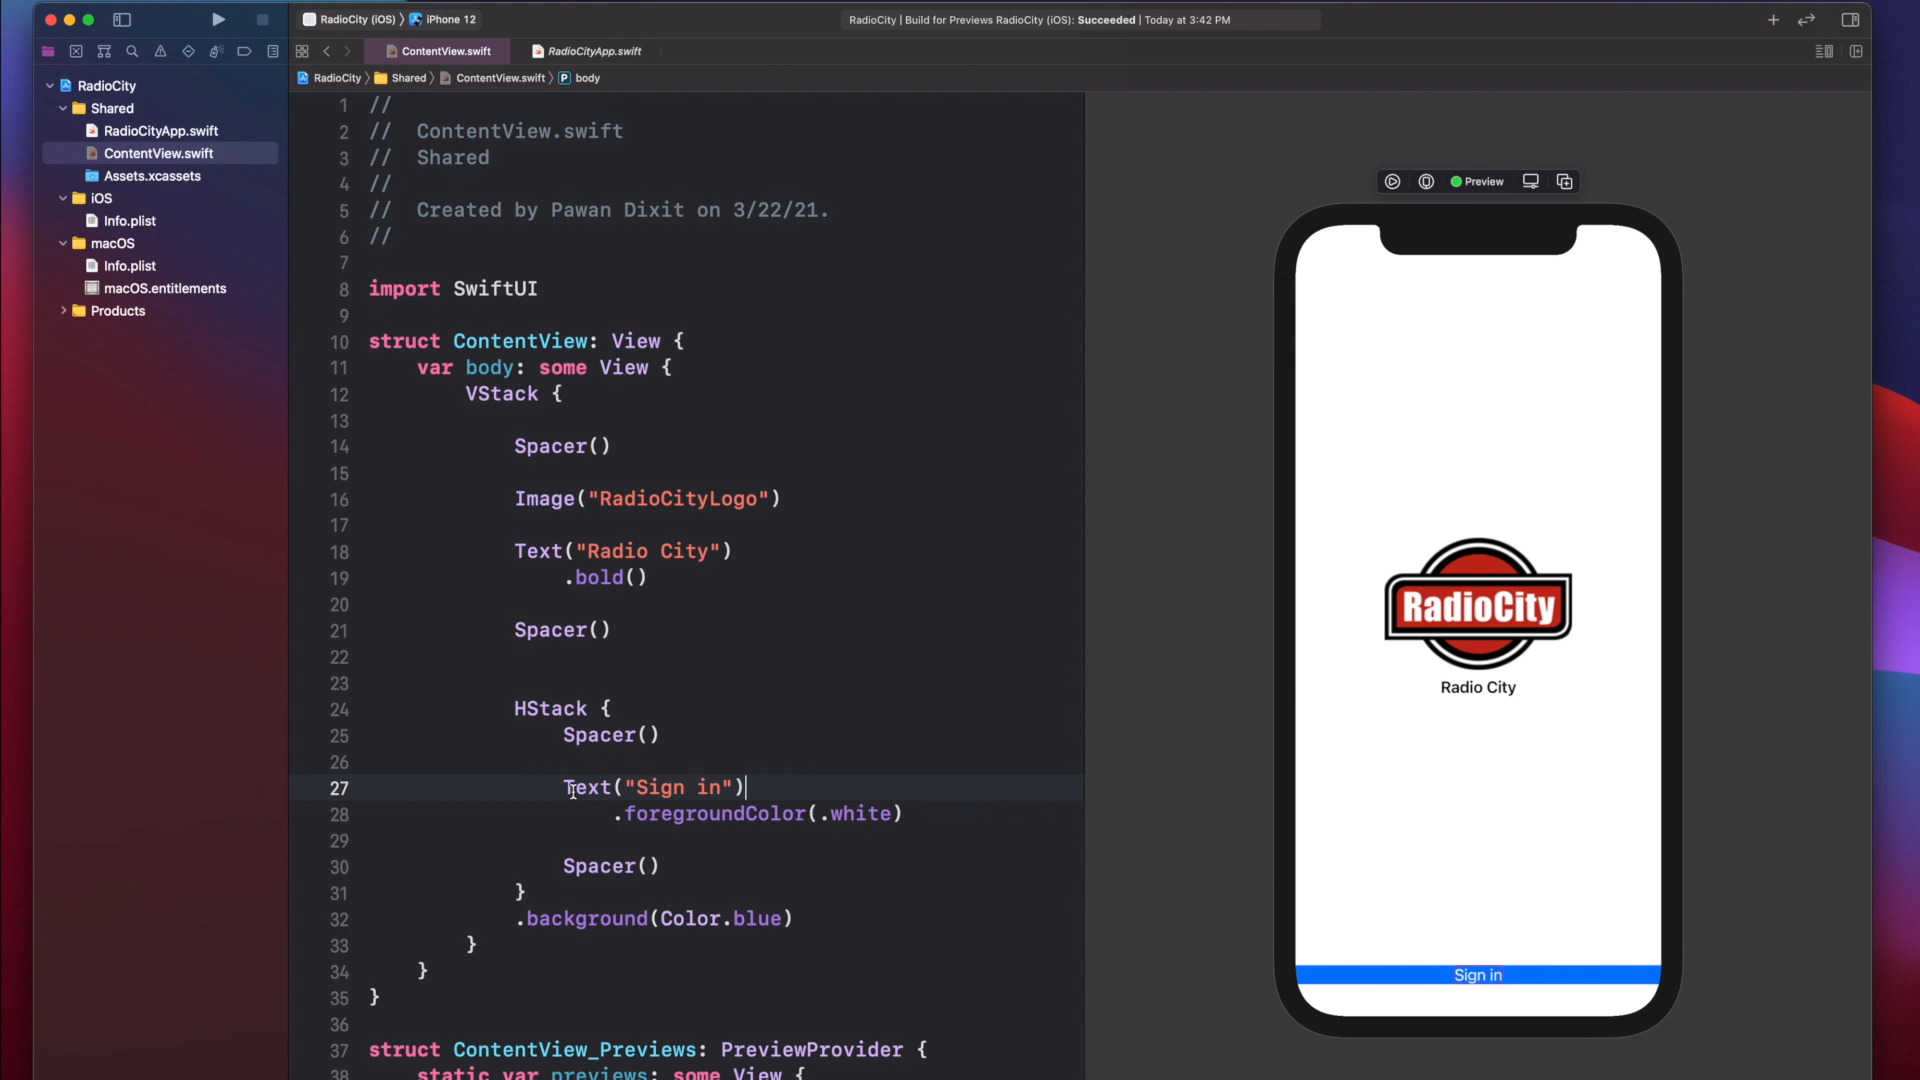 RadioCity (iOS) 〉 iPhone 12
RadioCity | Build for Previews RadioCity (iOS): Succeeded | Today at 3:42 PM
ContentView.swift
RadioCityApp.swift
RadioCity 〉 Shared 〉 ContentView.swift 〉 P body
RadioCity
Shared
RadioCityApp.swift
ContentView.swift
Assets.xcassets
iOS
Info.plist
macOS
Info.plist
macOS.entitlements
Products
1 //
2 //  ContentView.swift
3 //  Shared
4 //
5 //  Created by Pawan Dixit on 3/22/21.
6 //
7
8 import SwiftUI
9
10 struct ContentView: View {
11     var body: some View {
12         VStack {
13
14             Spacer()
15
16             Image("RadioCityLogo")
17
18             Text("Radio City")
19                 .bold()
20
21             Spacer()
22
23
24             HStack {
25                 Spacer()
26
27                 Text("Sign in")
28                     .foregroundColor(.white)
29
30                 Spacer()
31             }
32             .background(Color.blue)
33         }
34     }
35 }
36
37 struct ContentView_Previews: PreviewProvider {
38     static var previews: some View {
Preview
RadioCity
Radio City
Sign in